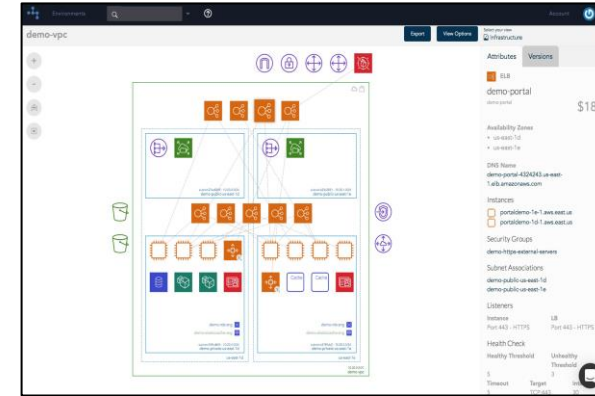 Environments
Account
demo-vpc
Export
View Options
Select your view
Infrastructure
Attributes
Versions
ELB
demo-portal
demo-portal
$18
Availability Zones
us-east-1d
us-east-1e
DNS Name
demo-portal-4324243.us-east-
1.elb.amazonaws.com
Instances
portaldemo-1e-1.aws.east.us
portaldemo-1d-1.aws.east.us
Security Groups
demo-https-external-servers
Subnet Associations
demo-public-us-east-1d
demo-public-us-east-1e
Listeners
Instance
LB
Port 443 - HTTPS
Port 443 - HTTPS
Health Check
Healthy Threshold
Unhealthy
Threshold
5
3
Timeout
Target
5
TCP:443
30